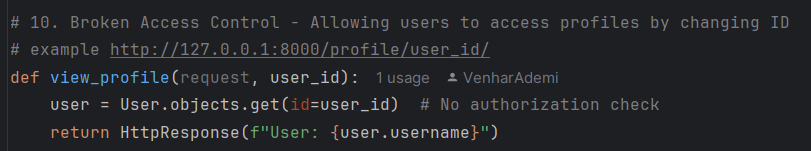 # 10. Broken Access Control - Allowing users to access profiles by changing ID
# example http://127.0.0.1:8000/profile/user_id/
def view_profile(request, user_id): 1 usage VenharAdemi
    user = User.objects.get(id=user_id)  # No authorization check
    return HttpResponse(f"User: {user.username}")